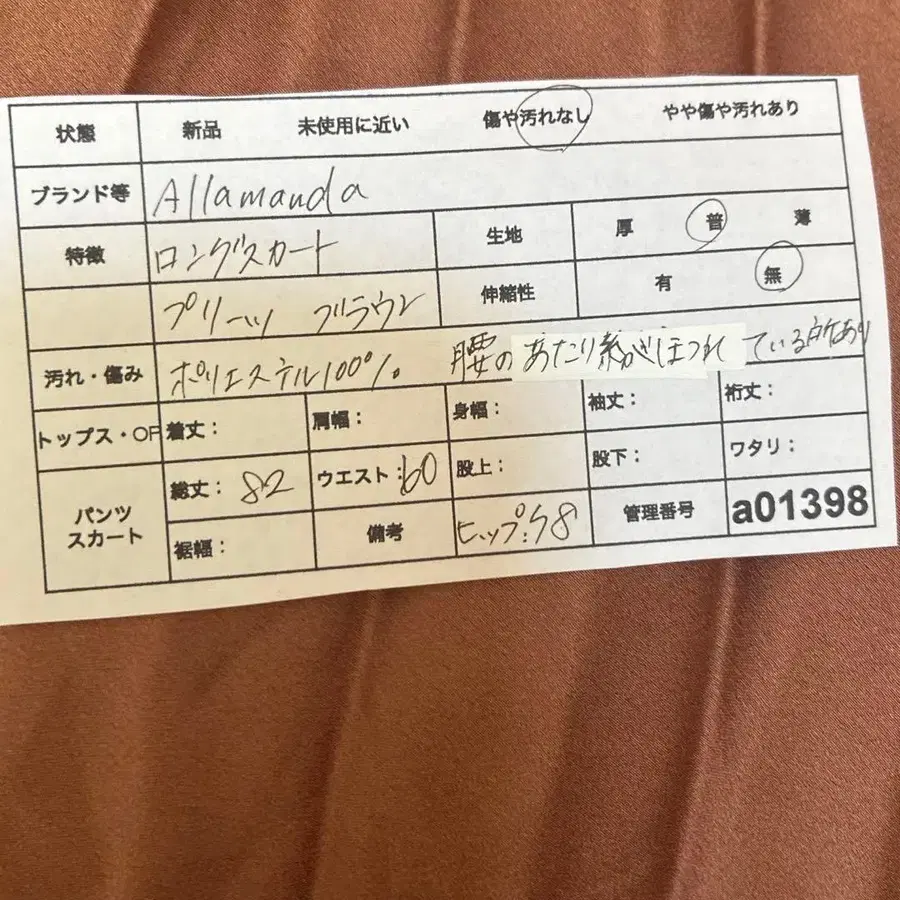 状態 新品 未使用に近い 傷や汚れなし やや傷や汚れあり
ブランド等 Allamanda
特徴 ロングスカート 生地 厚 普 薄
プリーツ ブラウン 伸縮性 有 無
汚れ・傷み ポリエステル100% 腰のあたり糸がほつれている所あり
トップス・OP 着丈： 肩幅： 身幅： 袖丈： 裄丈：
パンツ スカート 総丈：82 ウエスト：60 股上： 股下： ワタリ：
裾幅： 備考 ヒップ： 管理番号 a01398